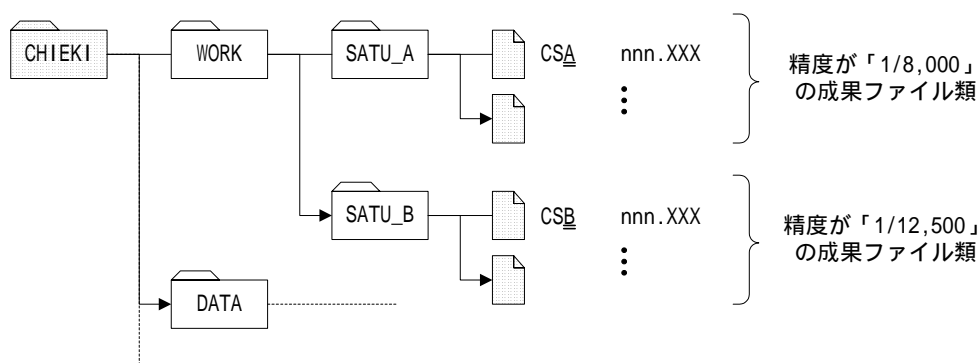 CHIEKI
WORK
SATU_A
CSA nnn.XXX
精度が「1/8,000」
の成果ファイル類
SATU_B
CSB nnn.XXX
精度が「1/12,500」
の成果ファイル類
DATA